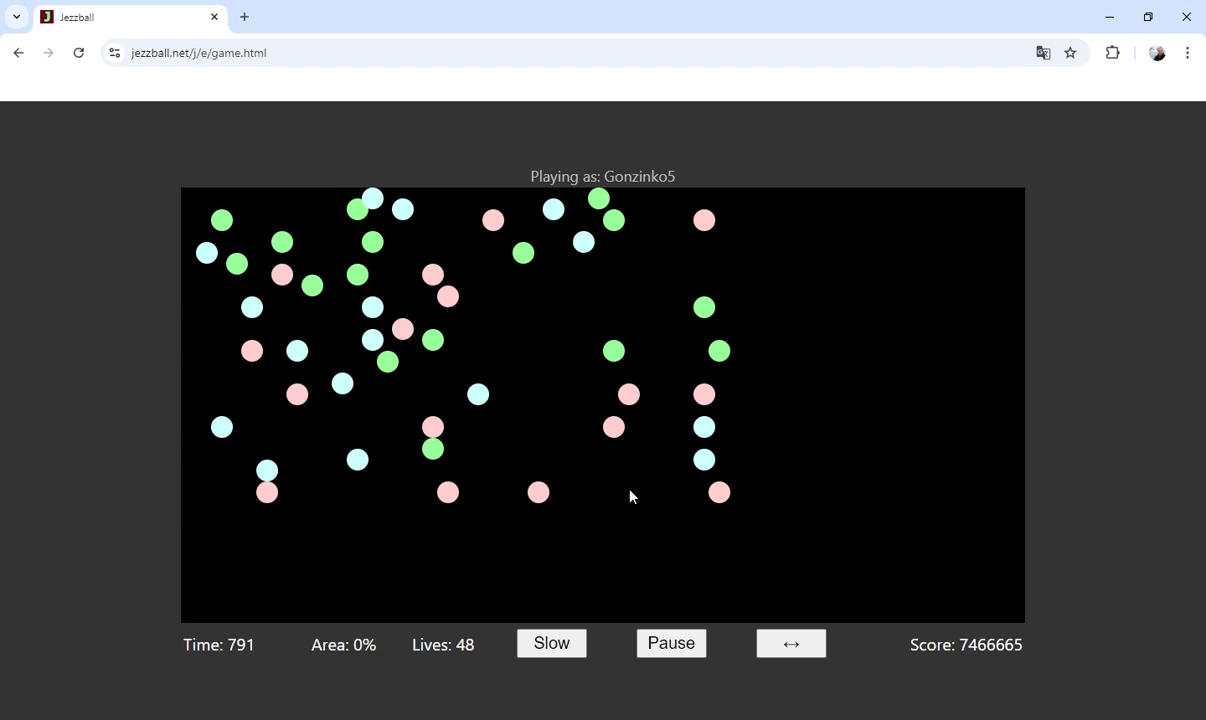 Jezzball
jezzball.net/j/e/game.html
Playing as: Gonzinko5
Time: 791 Area: 0% Lives: 48 Slow Pause ↔ Score: 7466665